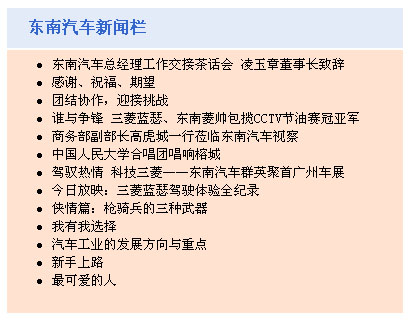 东南汽车新闻栏
东南汽车总经理工作交接茶话会 凌玉章董事长致辞
感谢、祝福、期望
团结协作，迎接挑战
谁与争锋 三菱蓝瑟、东南菱帅包揽CCTV节油赛冠亚军
商务部副部长高虎城一行莅临东南汽车视察
中国人民大学合唱团唱响榕城
驾驭热情 科技三菱——东南汽车群英聚首广州车展
今日放映：三菱蓝瑟驾驶体验全纪录
侠情篇：枪骑兵的三种武器
我有我选择
汽车工业的发展方向与重点
新手上路
最可爱的人